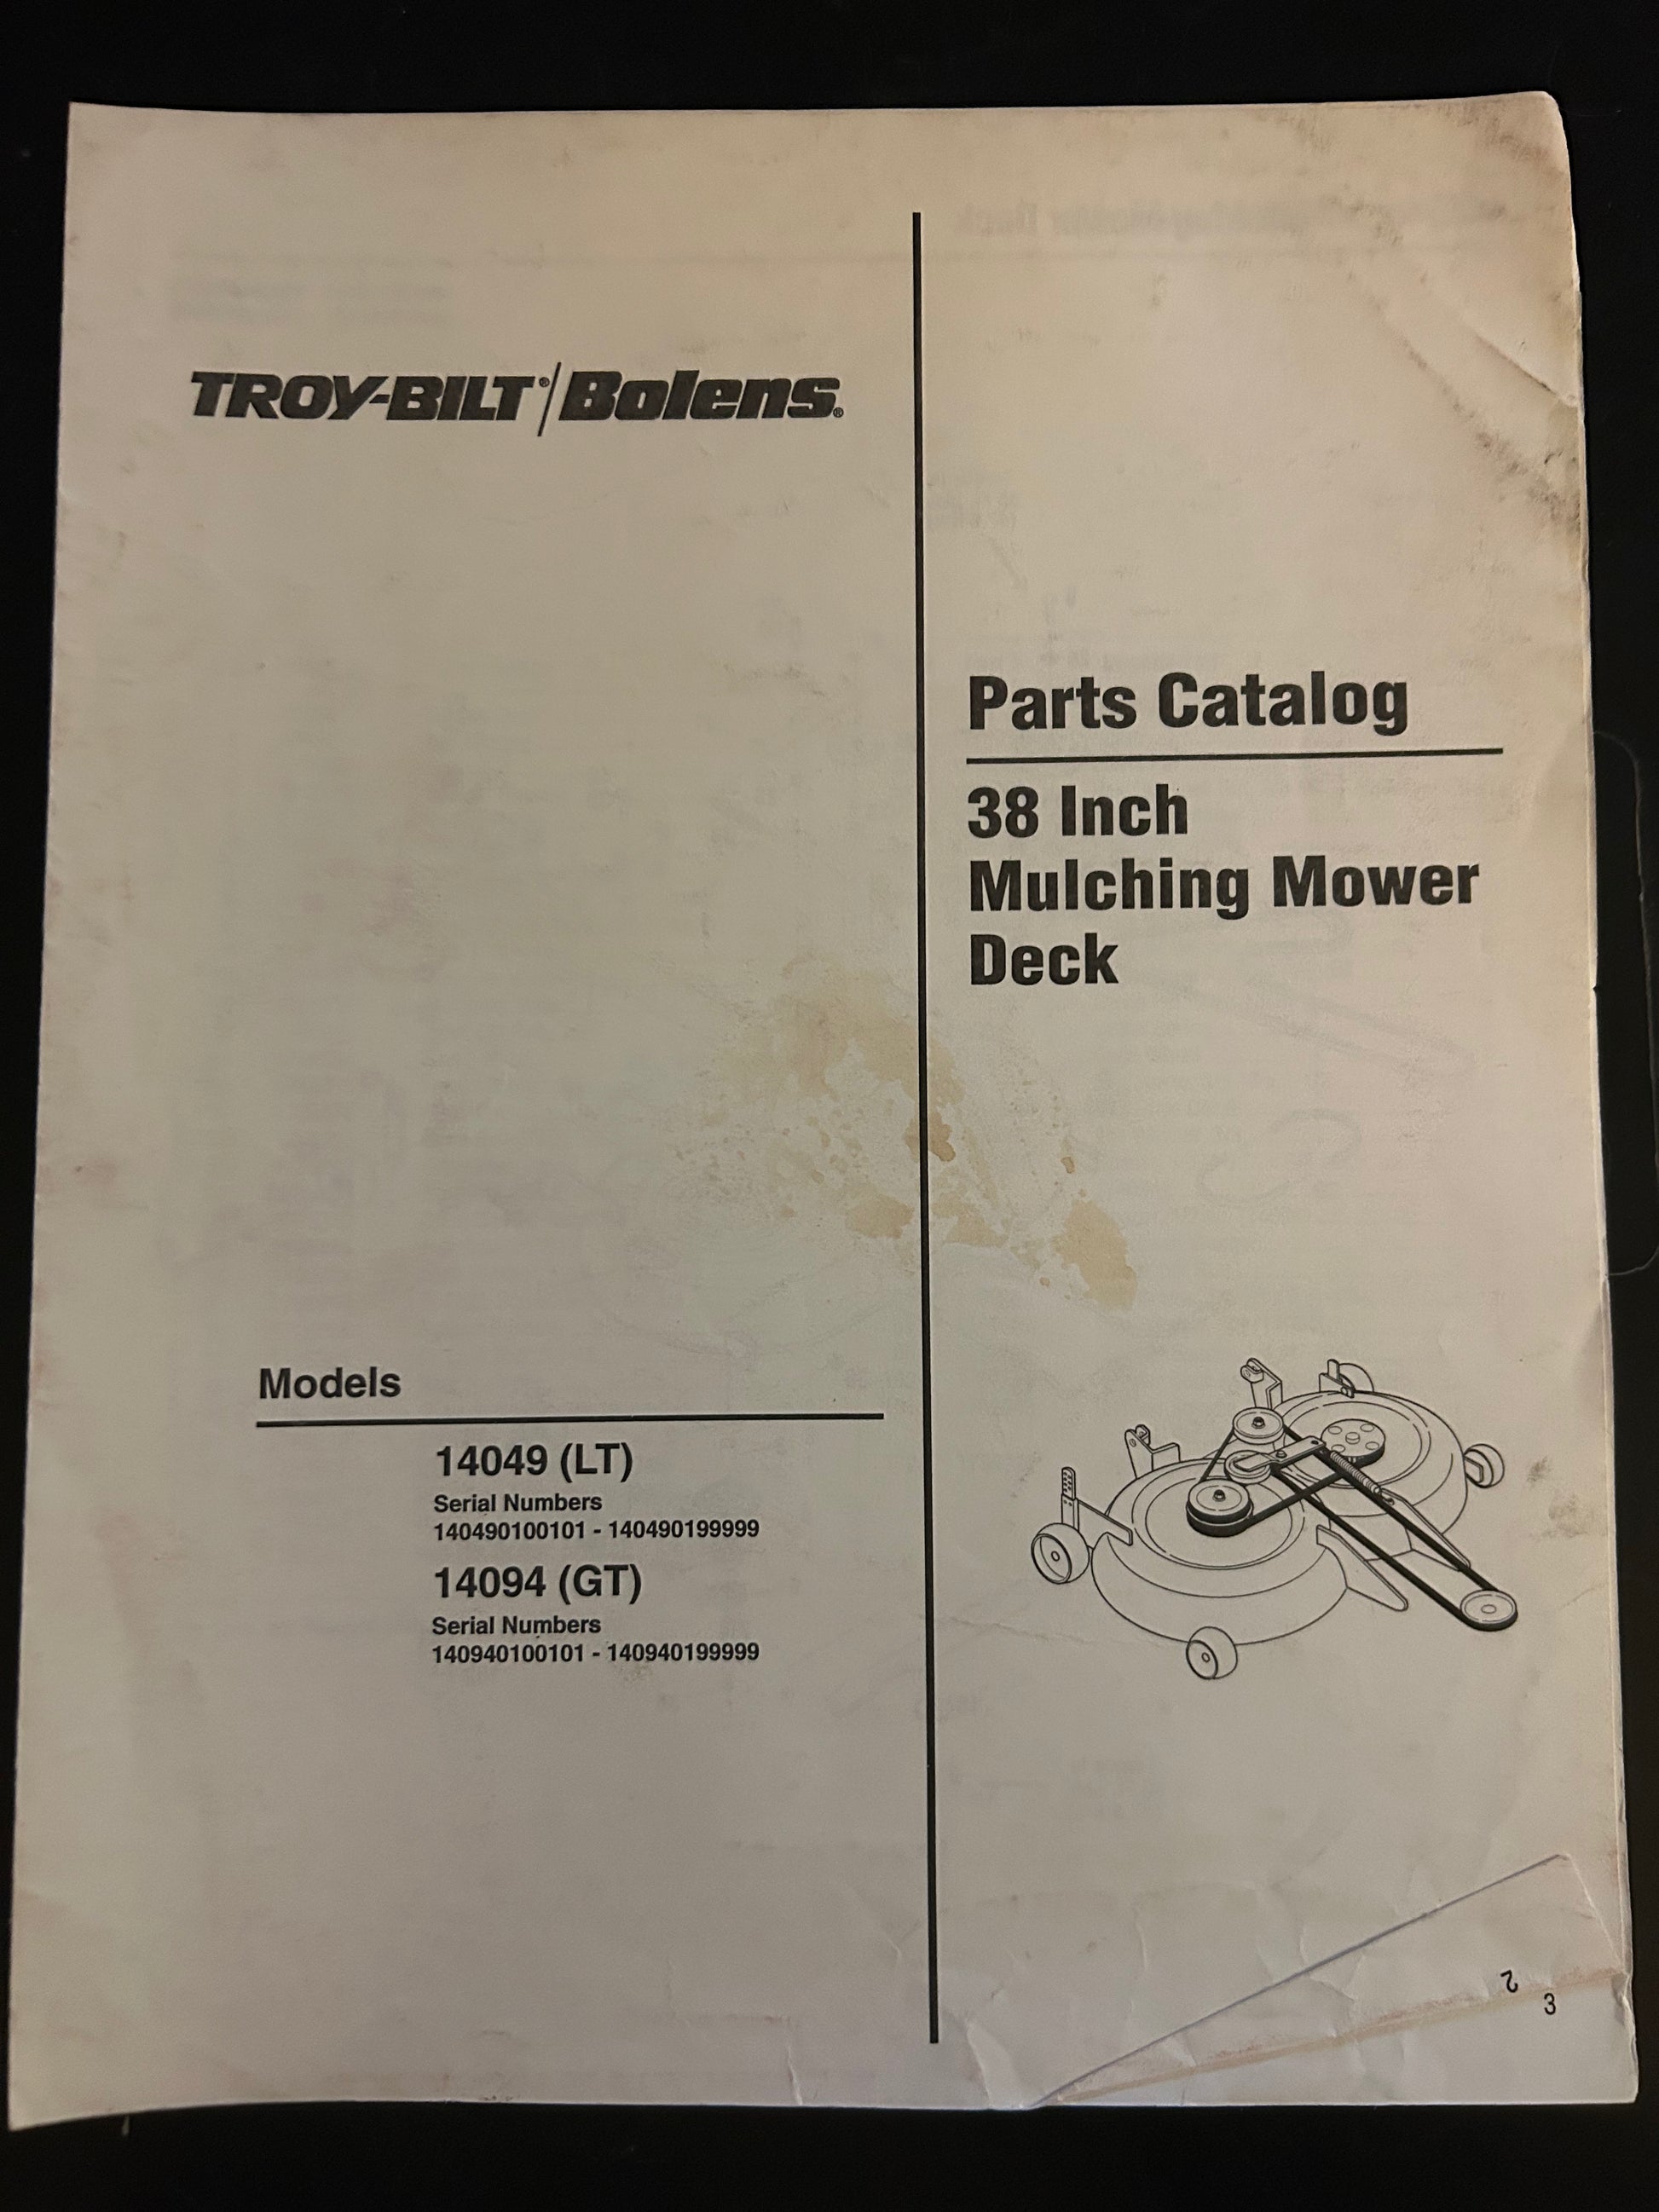 TROY-BILT®/Bolens®
Parts Catalog
38 Inch
Mulching Mower
Deck
Models
14049 (LT)
Serial Numbers
140490100101 - 140490199999
14094 (GT)
Serial Numbers
140940100101 - 140940199999
2
3